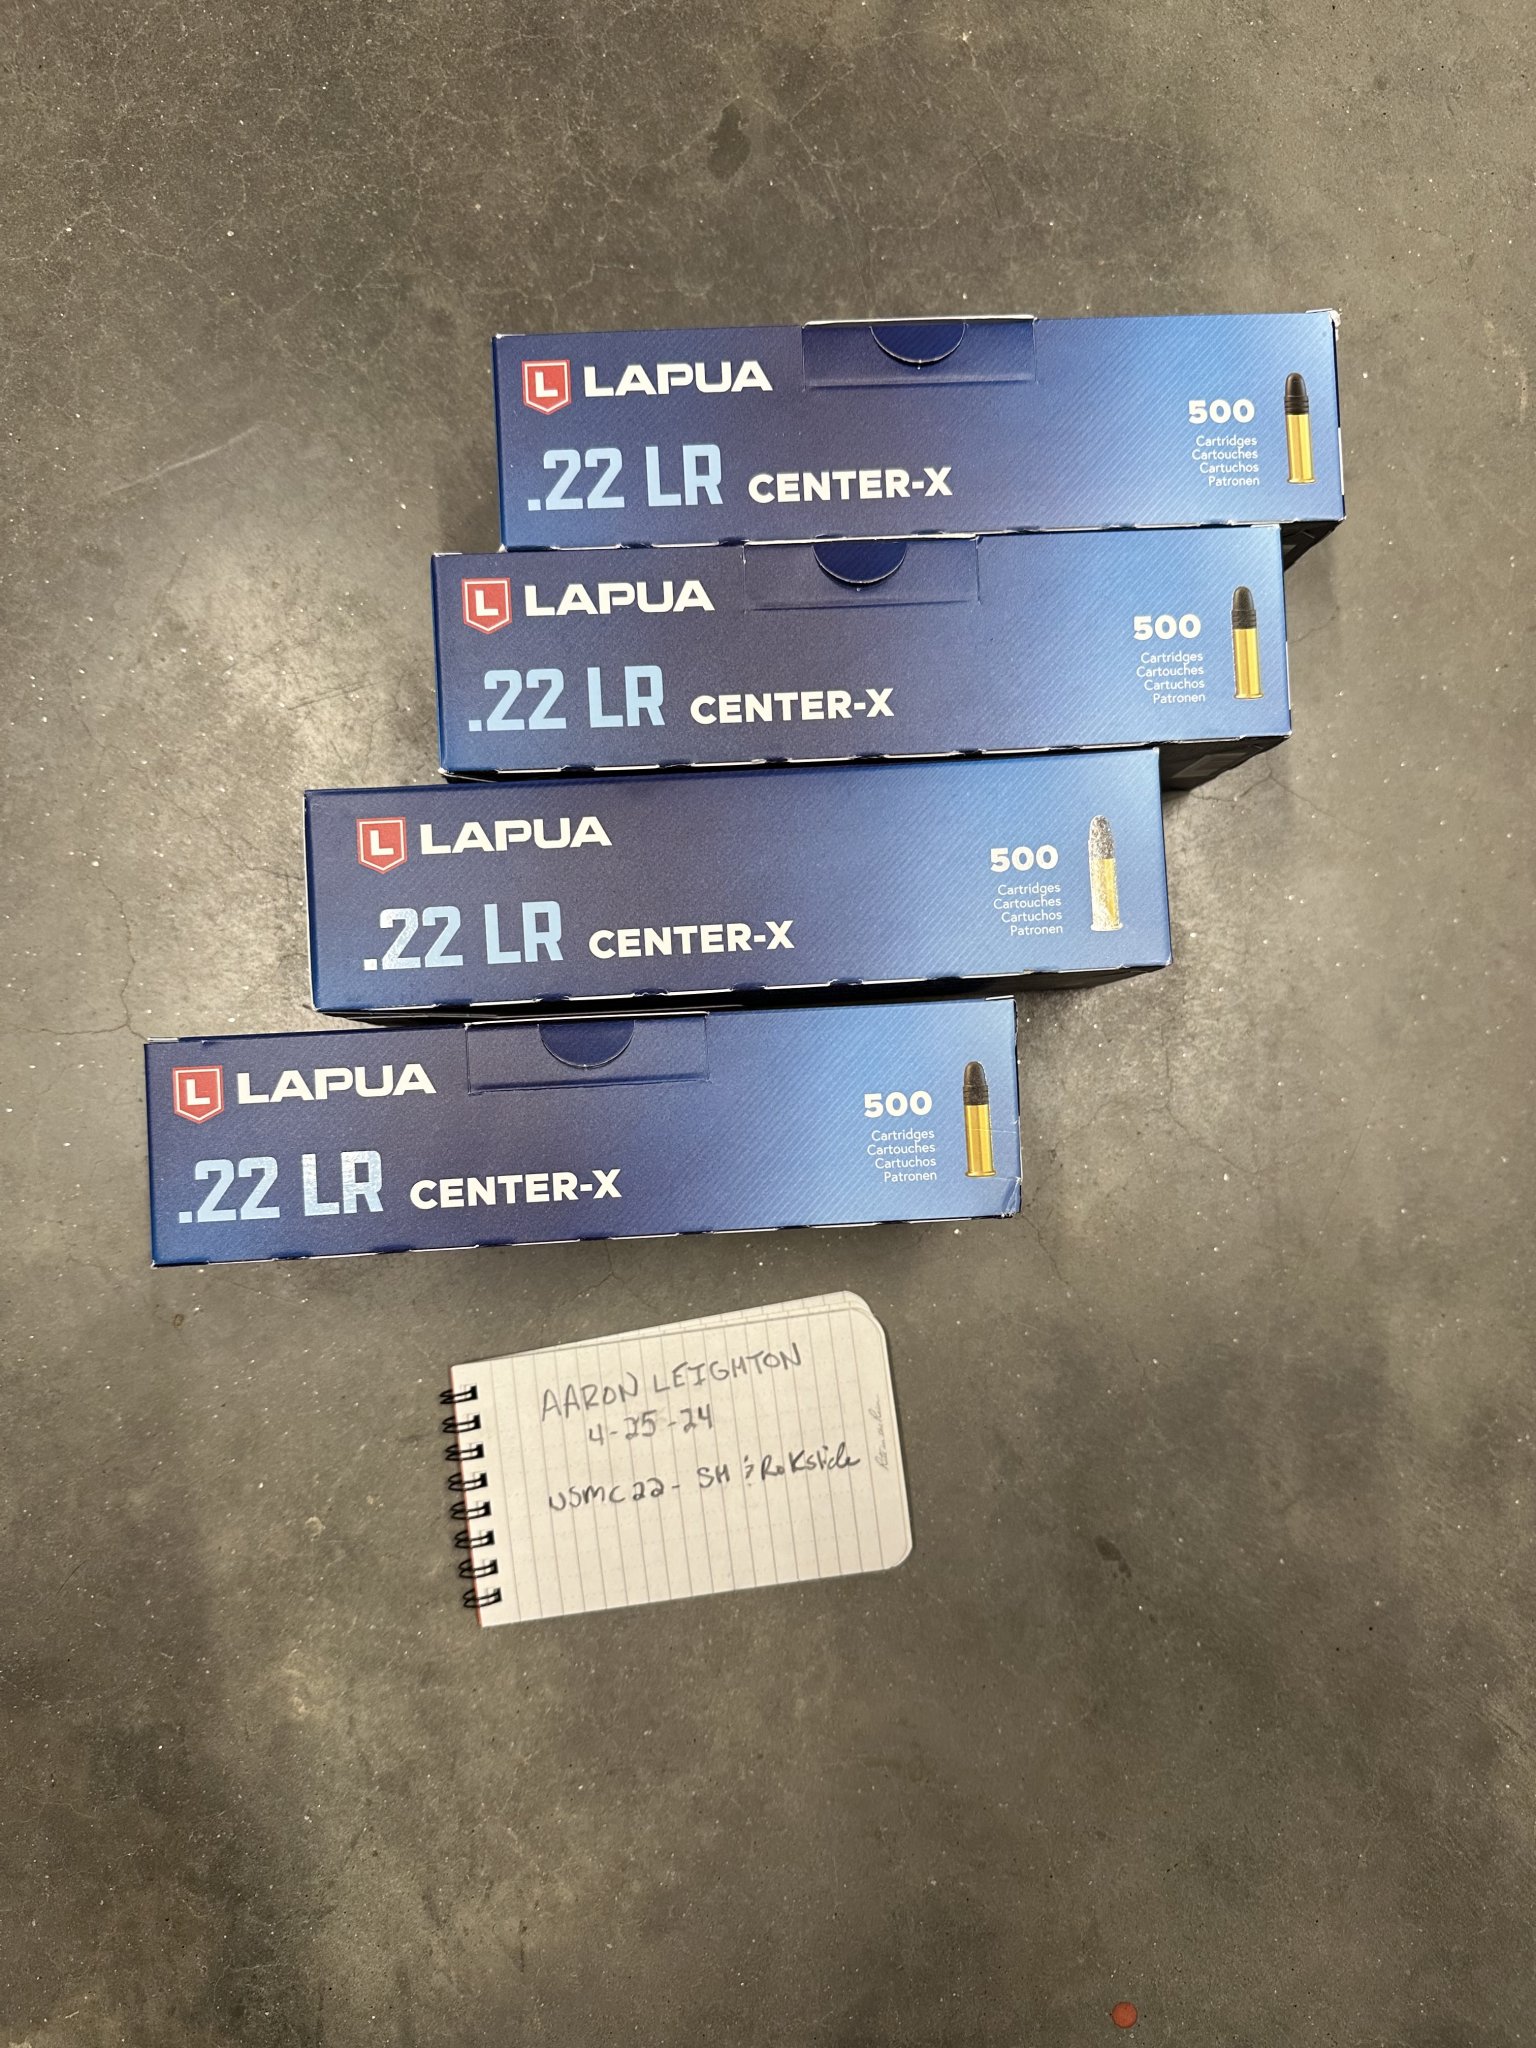 L LAPUA
.22 LR CENTER-X
500
Cartridges
Cartouches
Cartuchos
Patronen
L LAPUA
.22 LR CENTER-X
500
Cartridges
Cartouches
Cartuchos
Patronen
L LAPUA
.22 LR CENTER-X
500
Cartridges
Cartouches
Cartuchos
Patronen
L LAPUA
.22 LR CENTER-X
500
Cartridges
Cartouches
Cartuchos
Patronen
AARON LEIGHTON
4-25-24
USMC22 - SH & Rokslide